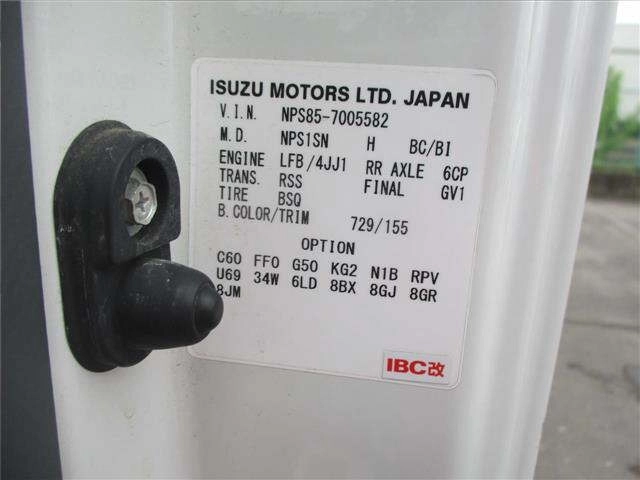 ISUZU MOTORS LTD. JAPAN
V.I.N. NPS85-7005582
M.D. NPS1SN H BC/BI
ENGINE LFB/4JJ1 RR AXLE 6CP
TRANS. RSS FINAL GV1
TIRE BSQ
B.COLOR/TRIM 729/155
OPTION
C60 FF0 G50 KG2 N1B RPV
U69 34W 6LD 8BX 8GJ 8GR
8JM
IBC改